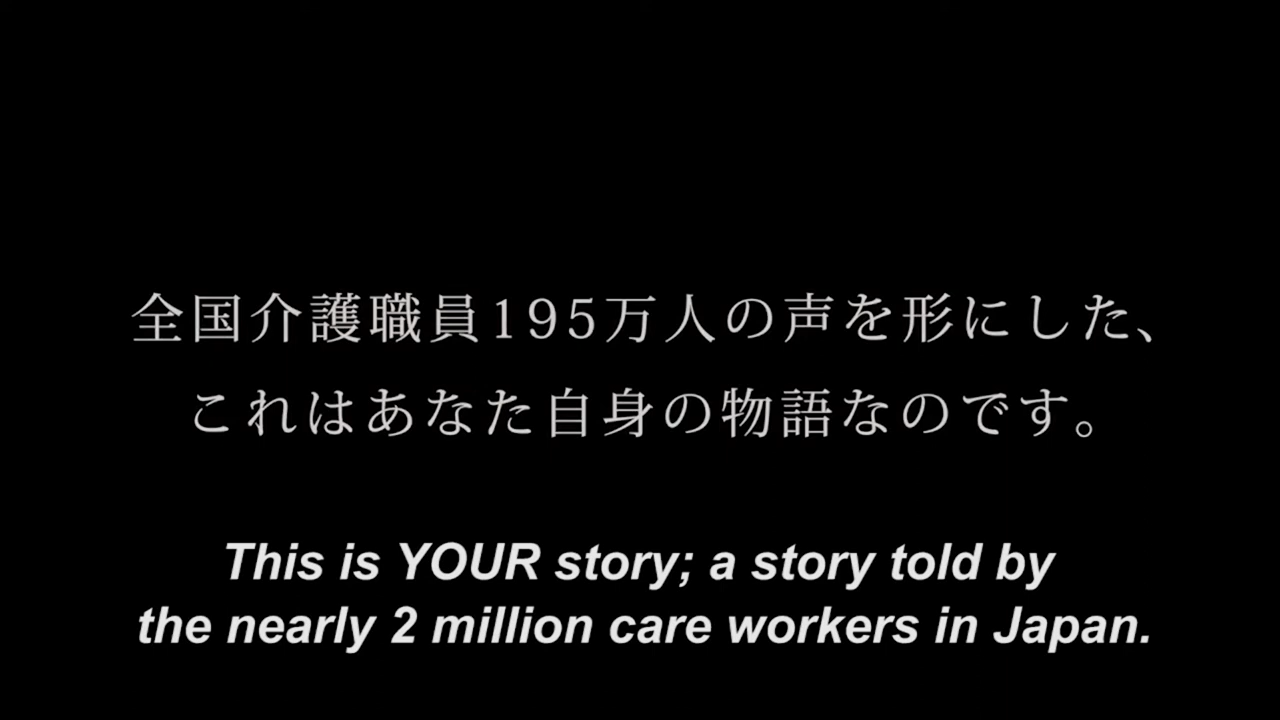 全国介護職員195万人の声を形にした、
これはあなた自身の物語なのです。
This is YOUR story; a story told by
the nearly 2 million care workers in Japan.